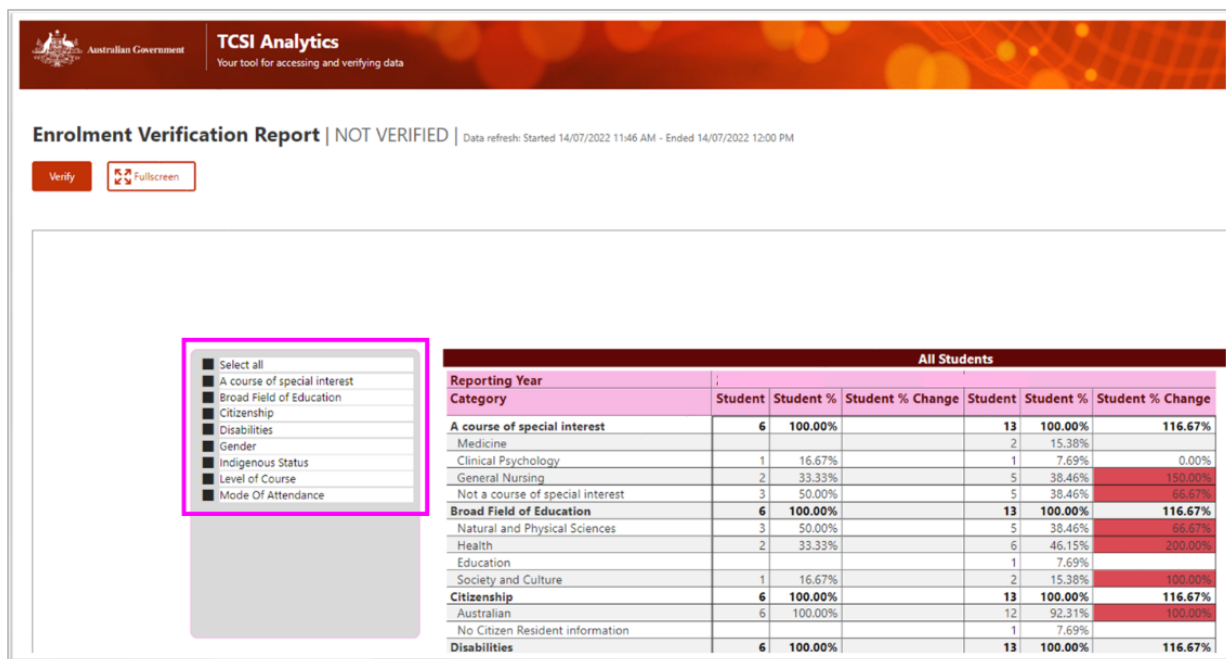 Australian Government
TCSI Analytics
Your tool for accessing and verifying data
Enrolment Verification Report | NOT VERIFIED | Data refresh: Started 14/07/2022 11:46 AM - Ended 14/07/2022 12:00 PM
Verify Fullscreen
Select all
A course of special interest
Broad Field of Education
Citizenship
Disabilities
Gender
Indigenous Status
Level of Course
Mode Of Attendance
All Students
Reporting Year
Category Student Student % Student % Change Student Student % Student % Change
A course of special interest 6 100.00% 13 100.00% 116.67%
Medicine 2 15.38%
Clinical Psychology 1 16.67% 1 7.69% 0.00%
General Nursing 2 33.33% 5 38.46% 150.00%
Not a course of special interest 3 50.00% 5 38.46% 66.67%
Broad Field of Education 6 100.00% 13 100.00% 116.67%
Natural and Physical Sciences 3 50.00% 5 38.46% 66.67%
Health 2 33.33% 6 46.15% 200.00%
Education 1 7.69%
Society and Culture 1 16.67% 2 15.38% 100.00%
Citizenship 6 100.00% 13 100.00% 116.67%
Australian 6 100.00% 12 92.31% 100.00%
No Citizen Resident information 1 7.69%
Disabilities 6 100.00% 13 100.00% 116.67%